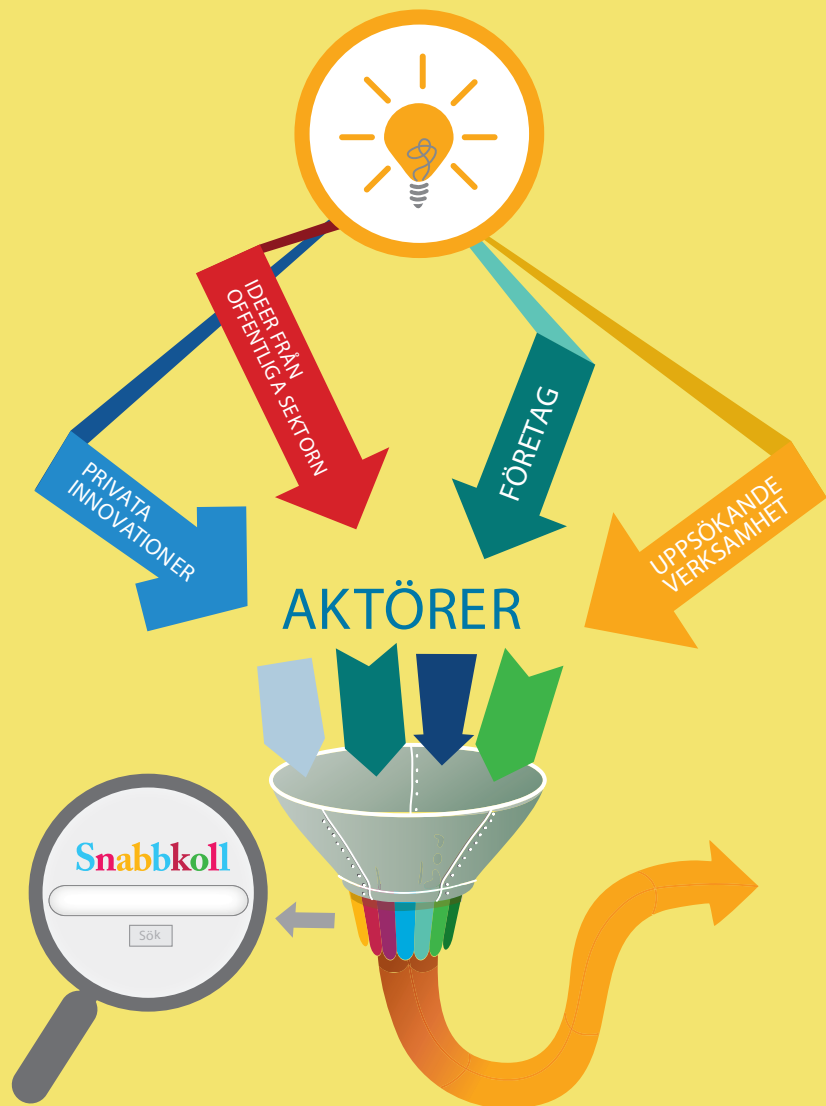 IDEER FRÅN
OFFENTLIGA SEKTORN
FÖRETAG
PRIVATA
INNOVATIONER
UPPSÖKANDE
VERKSAMHET
AKTÖRER
Snabbkoll
Sök